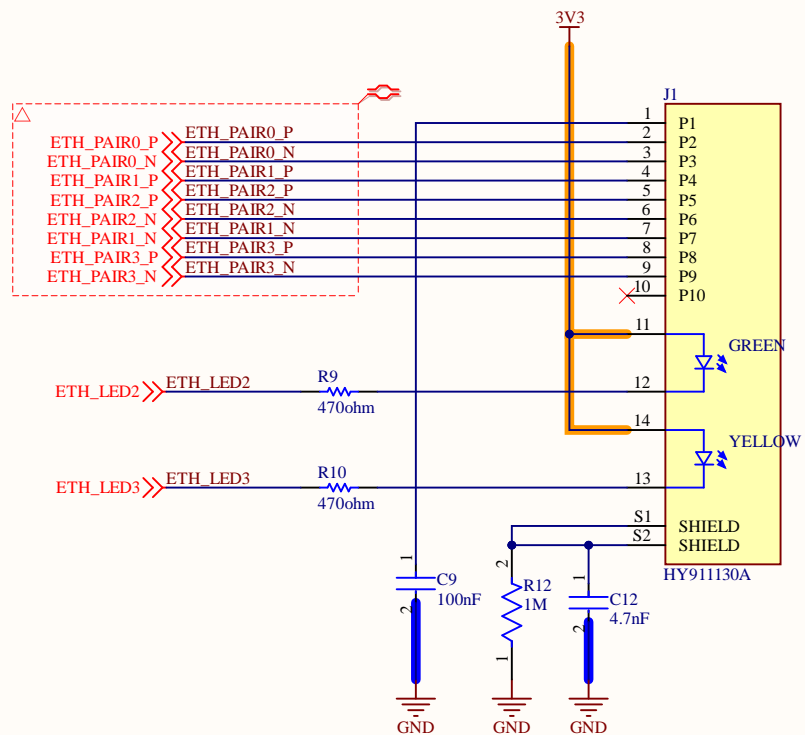 3V3
J1
1 P1
ETH_PAIR0_P ETH_PAIR0_P 2 P2
ETH_PAIR0_N ETH_PAIR0_N 3 P3
ETH_PAIR1_P ETH_PAIR1_P 4 P4
ETH_PAIR2_P ETH_PAIR2_P 5 P5
ETH_PAIR2_N ETH_PAIR2_N 6 P6
ETH_PAIR1_N ETH_PAIR1_N 7 P7
ETH_PAIR3_P ETH_PAIR3_P 8 P8
ETH_PAIR3_N ETH_PAIR3_N 9 P9
10 P10
11
GREEN
ETH_LED2 ETH_LED2 R9 12
470ohm
14
YELLOW
ETH_LED3 ETH_LED3 R10 13
470ohm
S1 SHIELD
S2 SHIELD
HY911130A
1
C9
100nF
2
2
R12
1M
1
1
C12
4.7nF
2
GND
GND
GND